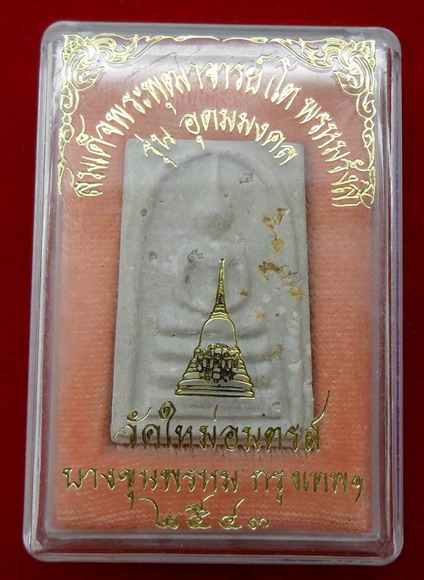 สมเด็จพระพุฒาจารย์ (โต พรหมรังสี)
รุ่น อุดมมงคล
วัดใหม่อมตรส
บางขุนพรหม กรุงเทพฯ
๒๕๔๓